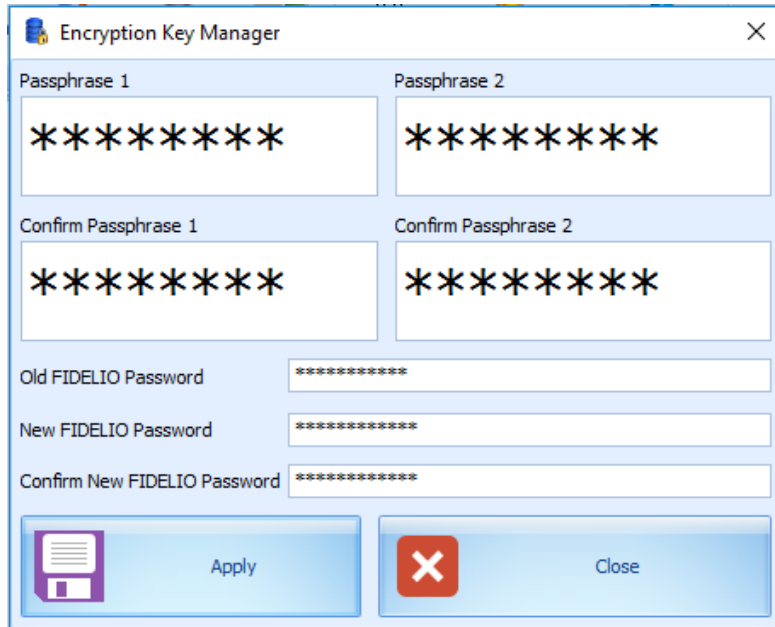 Encryption Key Manager
Passphrase 1 Passphrase 2
******** ********
Confirm Passphrase 1 Confirm Passphrase 2
******** ********
Old FIDELIO Password ***********
New FIDELIO Password ************
Confirm New FIDELIO Password ************
Apply Close